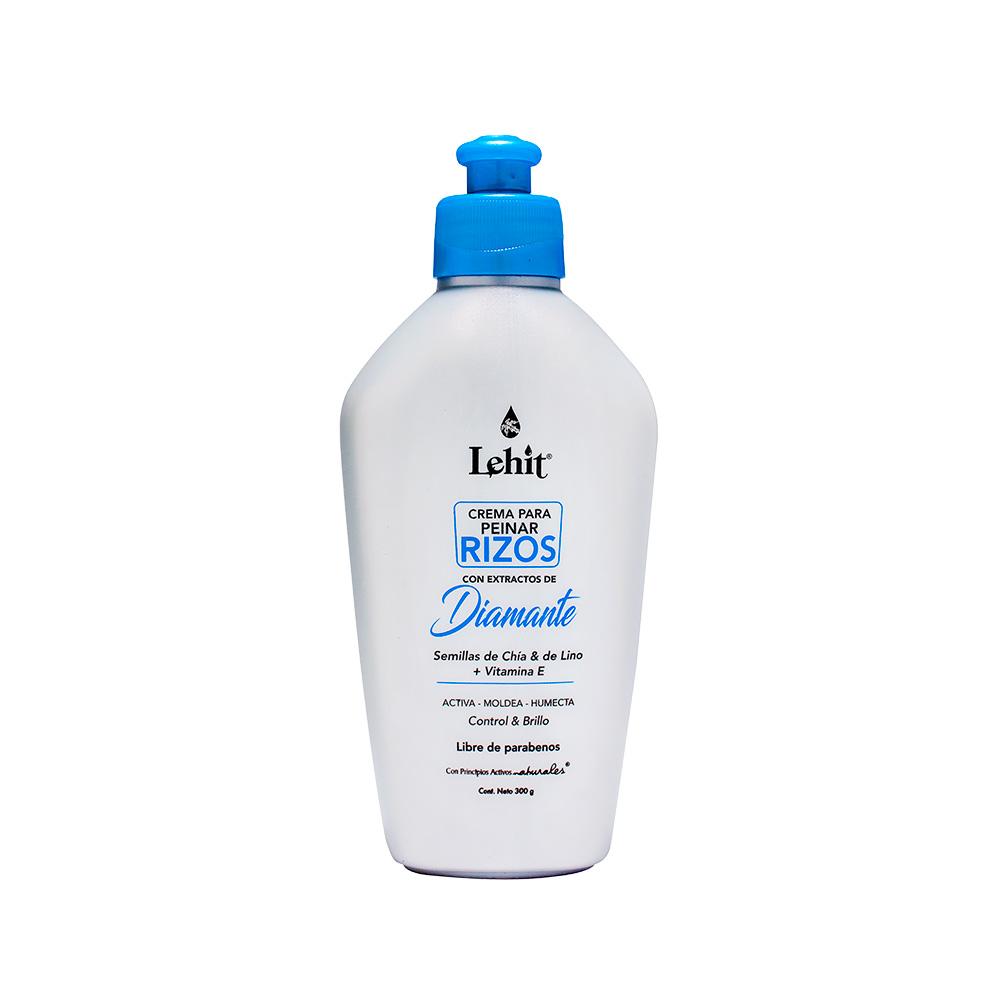 Lehit®
CREMA PARA
PEINAR
RIZOS
CON EXTRACTOS DE
Diamante
Semillas de Chía & de Lino
+ Vitamina E
ACTIVA - MOLDEA - HUMECTA
Control & Brillo
Libre de parabenos
Con Principios Activos naturales®
Cont. Neto 300 g